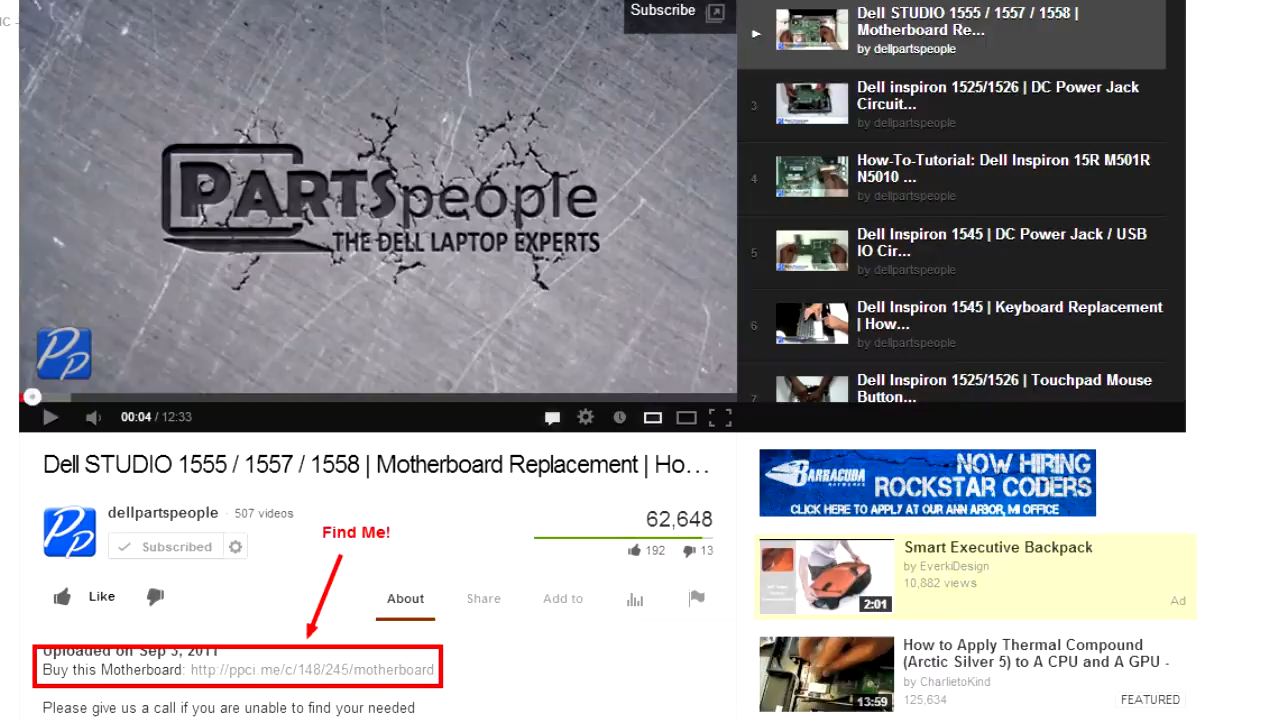 IC -
Subscribe
PARTSpeople
THE DELL LAPTOP EXPERTS
PP
00:04 / 12:33
Dell STUDIO 1555 / 1557 / 1558 |
Motherboard Re...
by dellpartspeople
3
Dell inspiron 1525/1526 | DC Power Jack
Circuit...
by dellpartspeople
4
How-To-Tutorial: Dell Inspiron 15R M501R
N5010 ...
by dellpartspeople
5
Dell Inspiron 1545 | DC Power Jack / USB
IO Cir...
by dellpartspeople
6
Dell Inspiron 1545 | Keyboard Replacement
| How...
by dellpartspeople
7
Dell Inspiron 1525/1526 | Touchpad Mouse
Button...
Dell STUDIO 1555 / 1557 / 1558 | Motherboard Replacement | Ho...
PP
dellpartspeople · 507 videos
Subscribed
Find Me!
62,648
192 13
Like
About Share Add to
Uploaded on Sep 3, 2011
Buy this Motherboard: http://ppci.me/c/148/245/motherboard
Please give us a call if you are unable to find your needed
BARRACUDA
NETWORKS
NOW HIRING
ROCKSTAR CODERS
CLICK HERE TO APPLY AT OUR ANN ARBOR, MI OFFICE
Smart Executive Backpack
by EverkiDesign
10,882 views
2:01
Ad
How to Apply Thermal Compound
(Arctic Silver 5) to A CPU and A GPU -
by CharlietoKind
125,634
FEATURED
13:59